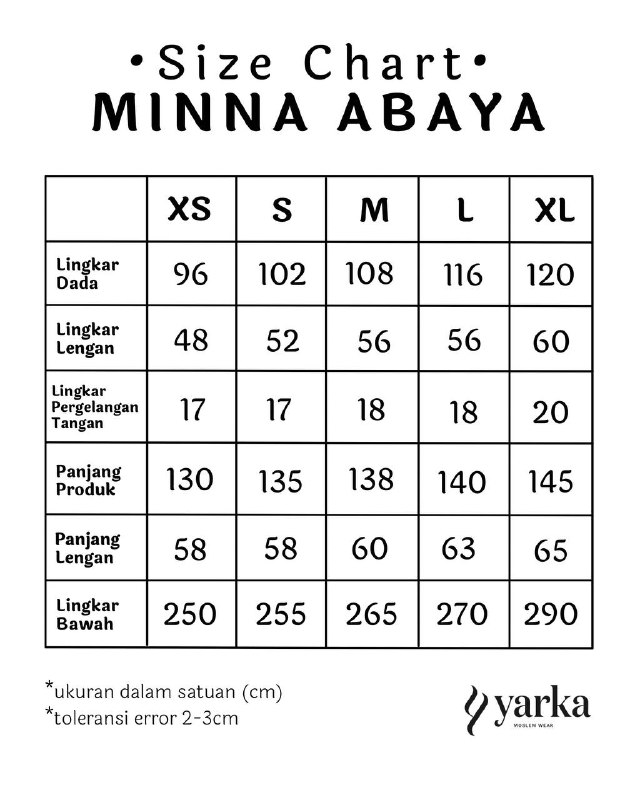 •Size Chart•
MINNA ABAYA
XS S M L XL
Lingkar
Dada
96 102 108 116 120
Lingkar
Lengan
48 52 56 56 60
Lingkar
Pergelangan
Tangan
17 17 18 18 20
Panjang
Produk
130 135 138 140 145
Panjang
Lengan
58 58 60 63 65
Lingkar
Bawah
250 255 265 270 290
*ukuran dalam satuan (cm)
*toleransi error 2-3cm
yarka
MUSLEM WEAR